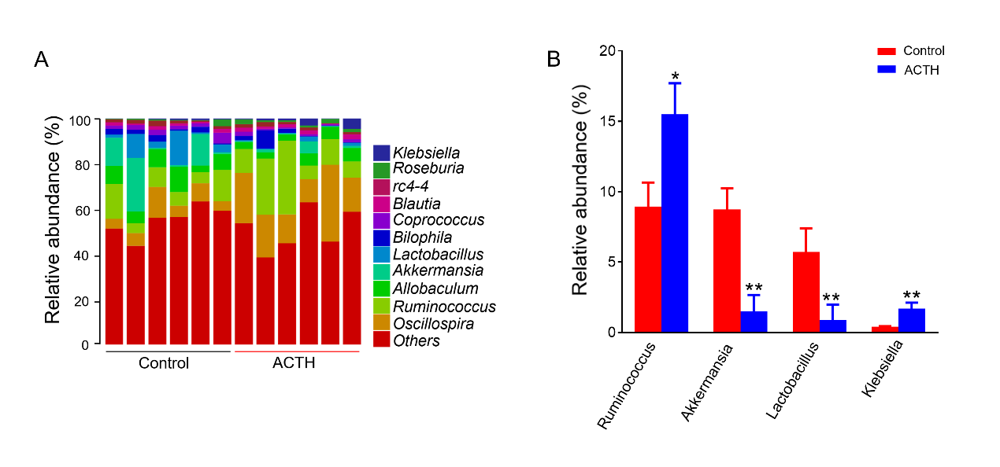 A
Relative abundance (%)
100
80
60
40
20
0
Control
ACTH
Klebsiella
Roseburia
rc4-4
Blautia
Coprococcus
Bilophila
Lactobacillus
Akkermansia
Allobaculum
Ruminococcus
Oscillospira
Others
B
Relative abundance (%)
20
15
10
5
0
Control
ACTH
*
**
**
**
Ruminococcus
Akkermansia
Lactobacillus
Klebsiella